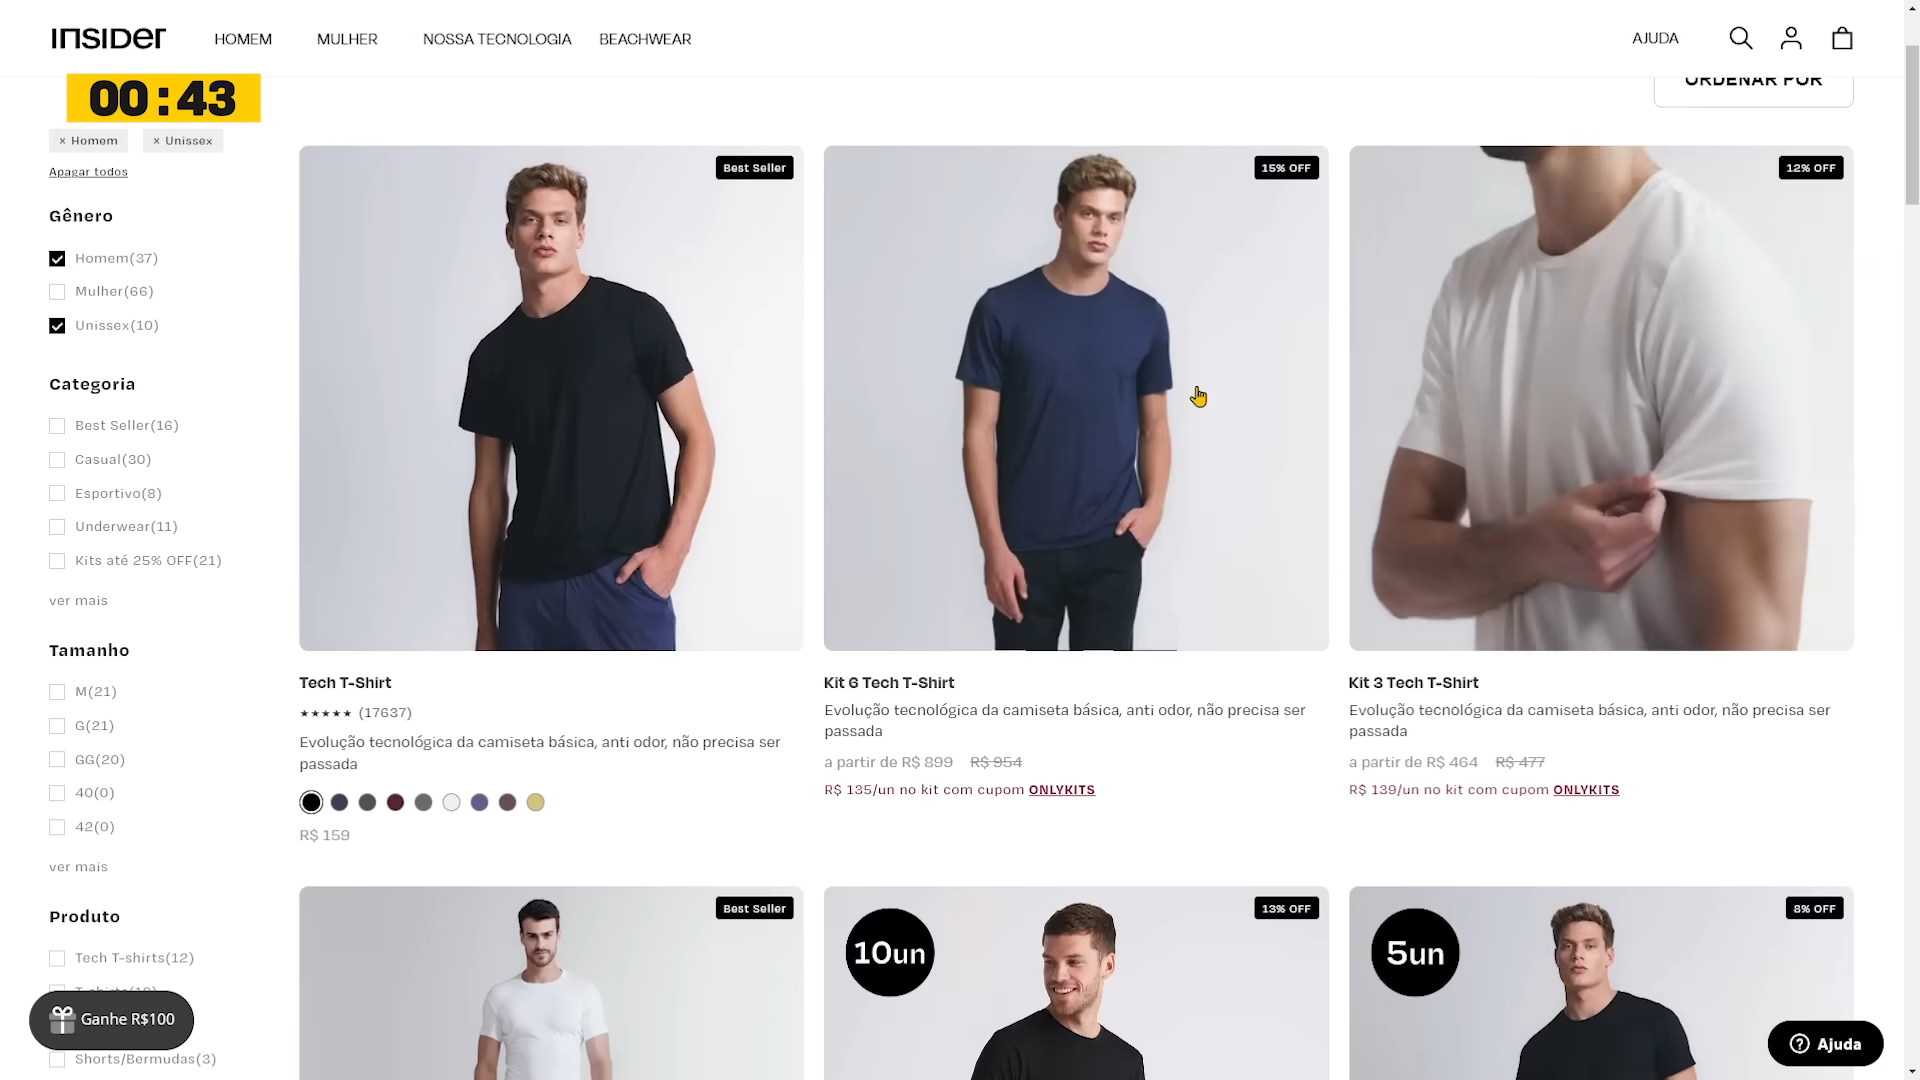 INSIDER
HOMEM
MULHER
NOSSA TECNOLOGIA
BEACHWEAR
AJUDA
00:43
ORDENAR POR
× Homem
× Unissex
Apagar todos
Gênero
Homem(37)
Mulher(66)
Unissex(10)
Categoria
Best Seller(16)
Casual(30)
Esportivo(8)
Underwear(11)
Kits até 25% OFF(21)
ver mais
Tamanho
M(21)
G(21)
GG(20)
40(0)
42(0)
ver mais
Produto
Tech T-shirts(12)
Shorts/Bermudas(3)
Ganhe R$100
Best Seller
Tech T-Shirt
★★★★★ (17637)
Evolução tecnológica da camiseta básica, anti odor, não precisa ser
passada
R$ 159
15% OFF
Kit 6 Tech T-Shirt
Evolução tecnológica da camiseta básica, anti odor, não precisa ser
passada
a partir de R$ 899 R$ 954
R$ 135/un no kit com cupom ONLYKITS
12% OFF
Kit 3 Tech T-Shirt
Evolução tecnológica da camiseta básica, anti odor, não precisa ser
passada
a partir de R$ 464 R$ 477
R$ 139/un no kit com cupom ONLYKITS
Best Seller
10un
13% OFF
5un
8% OFF
Ajuda